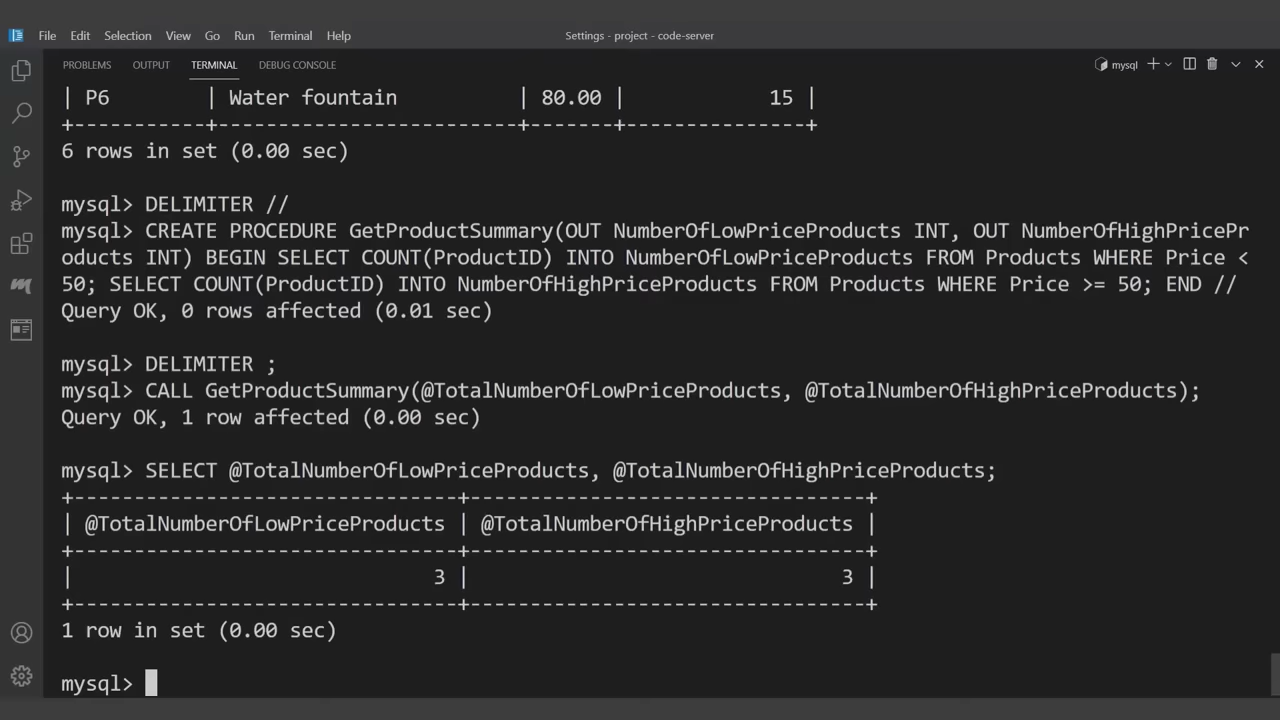 File Edit Selection View Go Run Terminal Help Settings - project - code-server
PROBLEMS OUTPUT TERMINAL DEBUG CONSOLE mysql
| P6 | Water fountain | 80.00 | 15 |
+-----------+--------------------------+-------+---------------+
6 rows in set (0.00 sec)
mysql> DELIMITER //
mysql> CREATE PROCEDURE GetProductSummary(OUT NumberOfLowPriceProducts INT, OUT NumberOfHighPricePr
oducts INT) BEGIN SELECT COUNT(ProductID) INTO NumberOfLowPriceProducts FROM Products WHERE Price <
50; SELECT COUNT(ProductID) INTO NumberOfHighPriceProducts FROM Products WHERE Price >= 50; END //
Query OK, 0 rows affected (0.01 sec)
mysql> DELIMITER ;
mysql> CALL GetProductSummary(@TotalNumberOfLowPriceProducts, @TotalNumberOfHighPriceProducts);
Query OK, 1 row affected (0.00 sec)
mysql> SELECT @TotalNumberOfLowPriceProducts, @TotalNumberOfHighPriceProducts;
+--------------------------------+---------------------------------+
| @TotalNumberOfLowPriceProducts | @TotalNumberOfHighPriceProducts |
+--------------------------------+---------------------------------+
| 3 | 3 |
+--------------------------------+---------------------------------+
1 row in set (0.00 sec)
mysql>